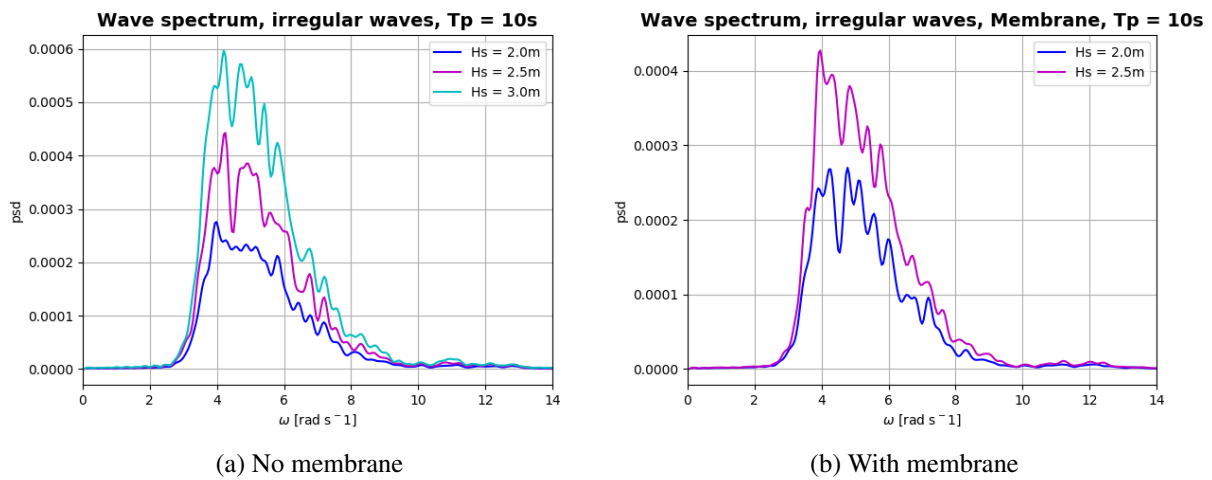 Wave spectrum, irregular waves, Tp = 10s
Hs = 2.0m
Hs = 2.5m
Hs = 3.0m
0.0006
0.0005
0.0004
0.0003
0.0002
0.0001
0.0000
psd
0 2 4 6 8 10 12 14
ω [rad s⁻1]
(a) No membrane
Wave spectrum, irregular waves, Membrane, Tp = 10s
Hs = 2.0m
Hs = 2.5m
0.0004
0.0003
0.0002
0.0001
0.0000
psd
0 2 4 6 8 10 12 14
ω [rad s⁻1]
(b) With membrane